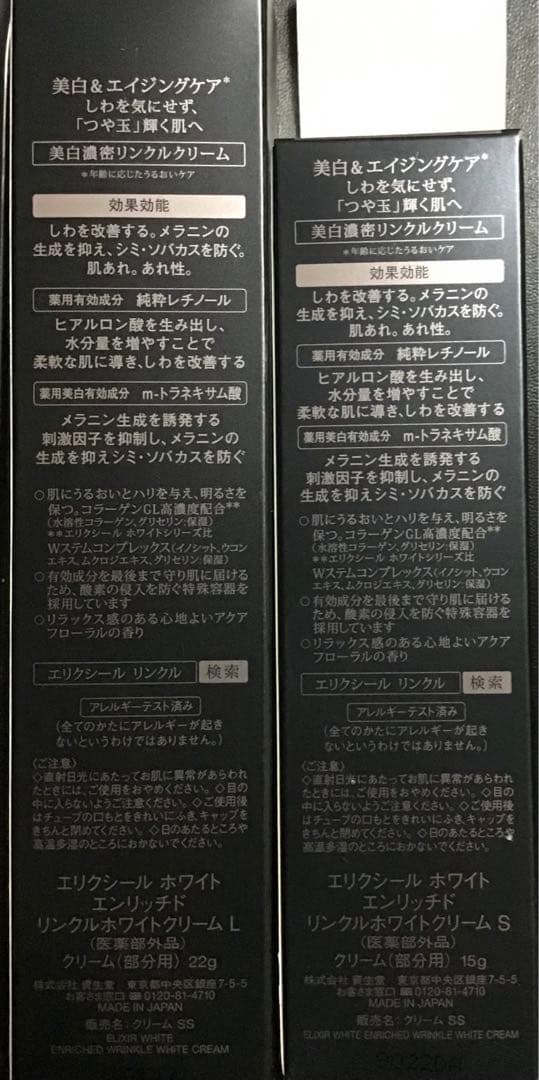 美白&エイジングケア*
しわを気にせず、
「つや玉」輝く肌へ
美白濃密リンクルクリーム
*年齢に応じたうるおいケア
効果効能
しわを改善する。メラニンの
生成を抑え、シミ・ソバカスを防ぐ。
肌あれ。あれ性。
薬用有効成分 純粋レチノール
ヒアルロン酸を生み出し、
水分量を増やすことで
柔軟な肌に導き、しわを改善する
薬用美白有効成分 m-トラネキサム酸
メラニン生成を誘発する
刺激因子を抑制し、メラニンの
生成を抑えシミ・ソバカスを防ぐ
○肌にうるおいとハリを与え、明るさを
保つ。コラーゲンGL高濃度配合**
(水溶性コラーゲン、グリセリン:保湿)
**エリクシール ホワイトシリーズ比
Wステムコンプレックス(イノシット、ウコン
エキス、ムクロジエキス、グリセリン:保湿)
○有効成分を最後まで守り肌に届ける
ため、酸素の侵入を防ぐ特殊容器を
採用しています
○リラックス感のある心地よいアクア
フローラルの香り
エリクシール リンクル 検索
アレルギーテスト済み
(全てのかたにアレルギーが起き
ないというわけではありません。)
〈ご注意〉
◇直射日光にあたってお肌に異常があらわれ
たときには、ご使用をおやめください。◇目の
中に入らないようご注意ください。◇ご使用後
はチューブの口もとをきれいにふき、キャップを
きちんと閉めてください。◇日のあたるところや
高温多湿のところにおかないでください。
エリクシール ホワイト
エンリッチド
リンクルホワイトクリーム L
(医薬部外品)
クリーム(部分用) 22g
株式会社 資生堂 東京都中央区銀座7-5-5
お客さま窓口 0120-81-4710
MADE IN JAPAN
販売名:クリーム SS
ELIXIR WHITE
ENRICHED WRINKLE WHITE CREAM
美白&エイジングケア*
しわを気にせず、
「つや玉」輝く肌へ
美白濃密リンクルクリーム
*年齢に応じたうるおいケア
効果効能
しわを改善する。メラニンの
生成を抑え、シミ・ソバカスを防ぐ。
肌あれ。あれ性。
薬用有効成分 純粋レチノール
ヒアルロン酸を生み出し、
水分量を増やすことで
柔軟な肌に導き、しわを改善する
薬用美白有効成分 m-トラネキサム酸
メラニン生成を誘発する
刺激因子を抑制し、メラニンの
生成を抑えシミ・ソバカスを防ぐ
○肌にうるおいとハリを与え、明るさを
保つ。コラーゲンGL高濃度配合**
(水溶性コラーゲン、グリセリン:保湿)
**エリクシール ホワイトシリーズ比
Wステムコンプレックス(イノシット、ウコン
エキス、ムクロジエキス、グリセリン:保湿)
○有効成分を最後まで守り肌に届ける
ため、酸素の侵入を防ぐ特殊容器を
採用しています
○リラックス感のある心地よいアクア
フローラルの香り
エリクシール リンクル 検索
アレルギーテスト済み
(全てのかたにアレルギーが起き
ないというわけではありません。)
〈ご注意〉
◇直射日光にあたってお肌に異常があらわれ
たときには、ご使用をおやめください。◇目の
中に入らないようご注意ください。◇ご使用後
はチューブの口もとをきれいにふき、キャップを
きちんと閉めてください。◇日のあたるところや
高温多湿のところにおかないでください。
エリクシール ホワイト
エンリッチド
リンクルホワイトクリーム S
(医薬部外品)
クリーム(部分用) 15g
株式会社 資生堂 東京都中央区銀座7-5-5
お客さま窓口 0120-81-4710
MADE IN JAPAN
販売名:クリーム SS
ELIXIR WHITE ENRICHED WRINKLE WHITE CREAM